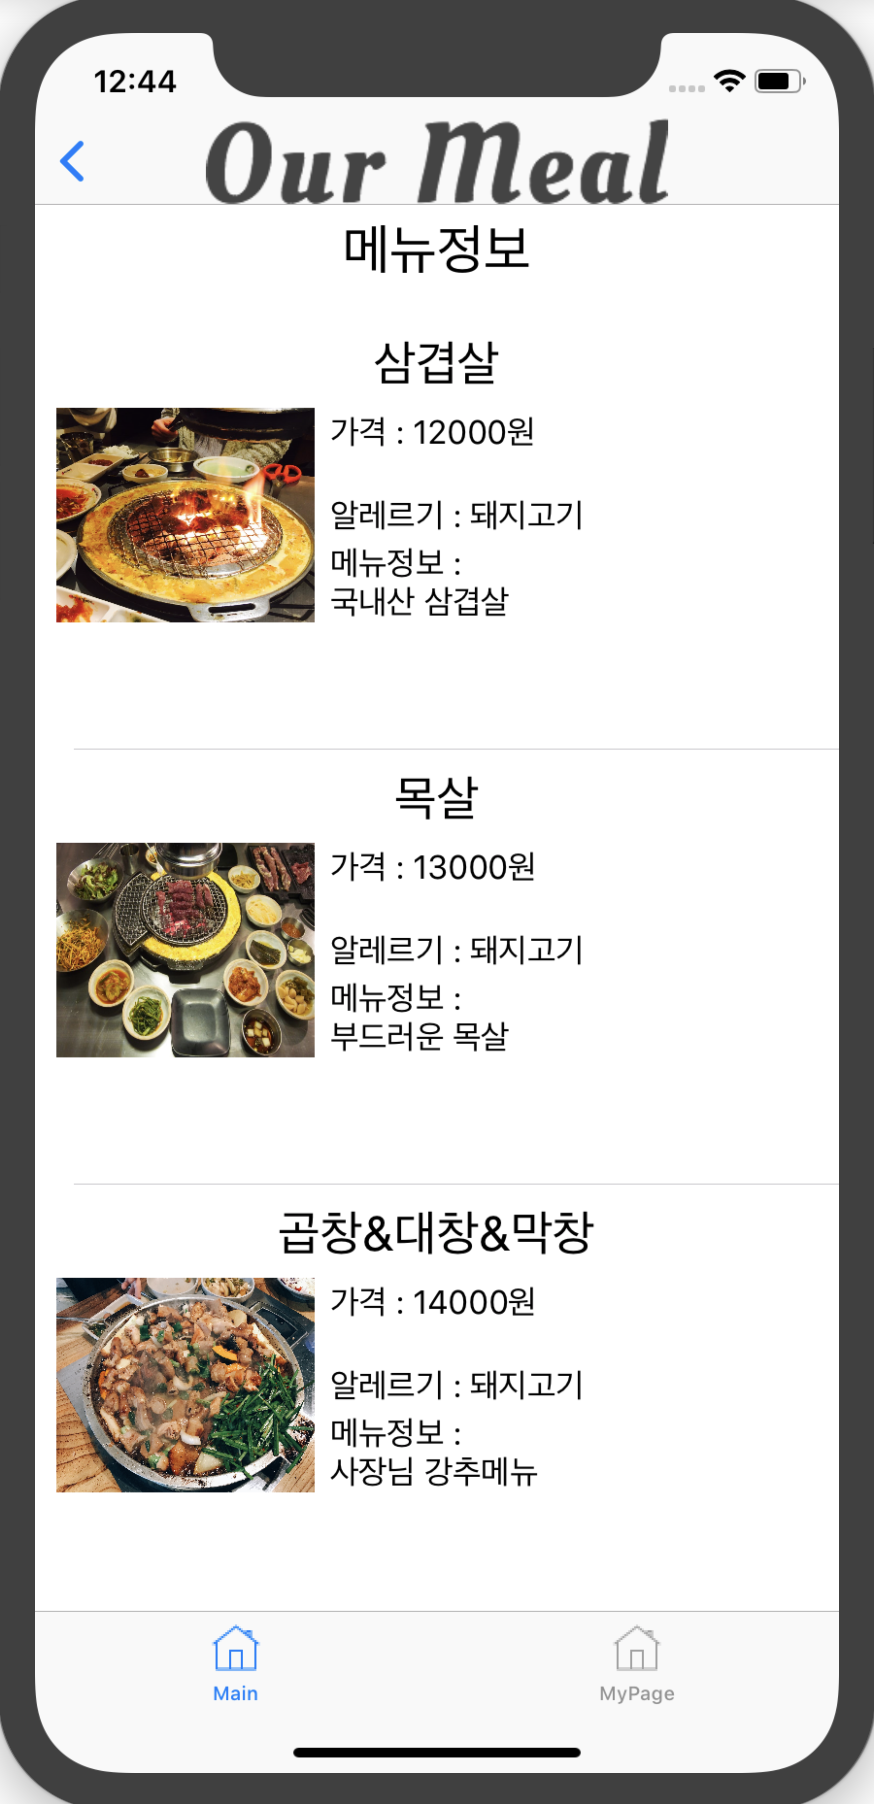 12:44
Our Meal
메뉴정보
삼겹살
가격 : 12000원
알레르기 : 돼지고기
메뉴정보 :
국내산 삼겹살
목살
가격 : 13000원
알레르기 : 돼지고기
메뉴정보 :
부드러운 목살
곱창&대창&막창
가격 : 14000원
알레르기 : 돼지고기
메뉴정보 :
사장님 강추메뉴
Main
MyPage